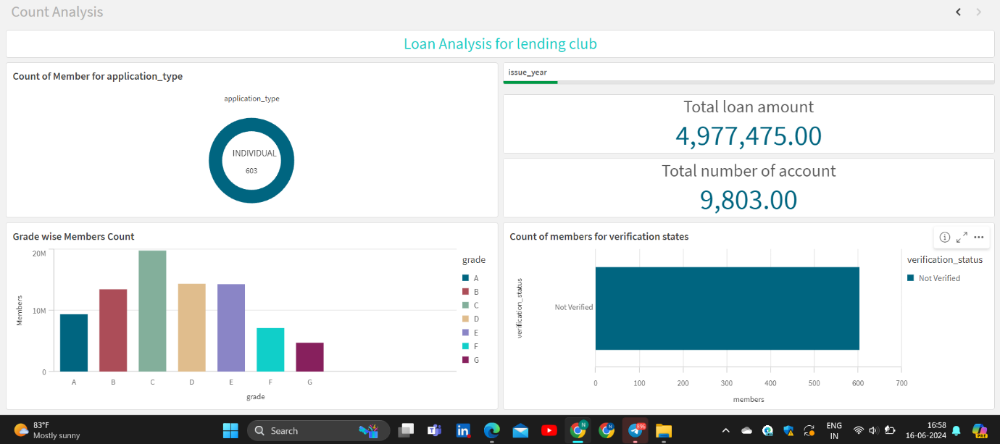 Count Analysis
Loan Analysis for lending club
Count of Member for application_type
application_type
INDIVIDUAL
603
issue_year
Total loan amount
4,977,475.00
Total number of account
9,803.00
Grade wise Members Count
20M
10M
0
Members
A
B
C
D
E
F
G
grade
grade
A
B
C
D
E
F
G
Count of members for verification states
verification_status
Not Verified
0
100
200
300
400
500
600
700
members
verification_status
Not Verified
83°F
Mostly sunny
Search
in
N
N
896
ENG
IN
16:58
16-06-2024
PRE